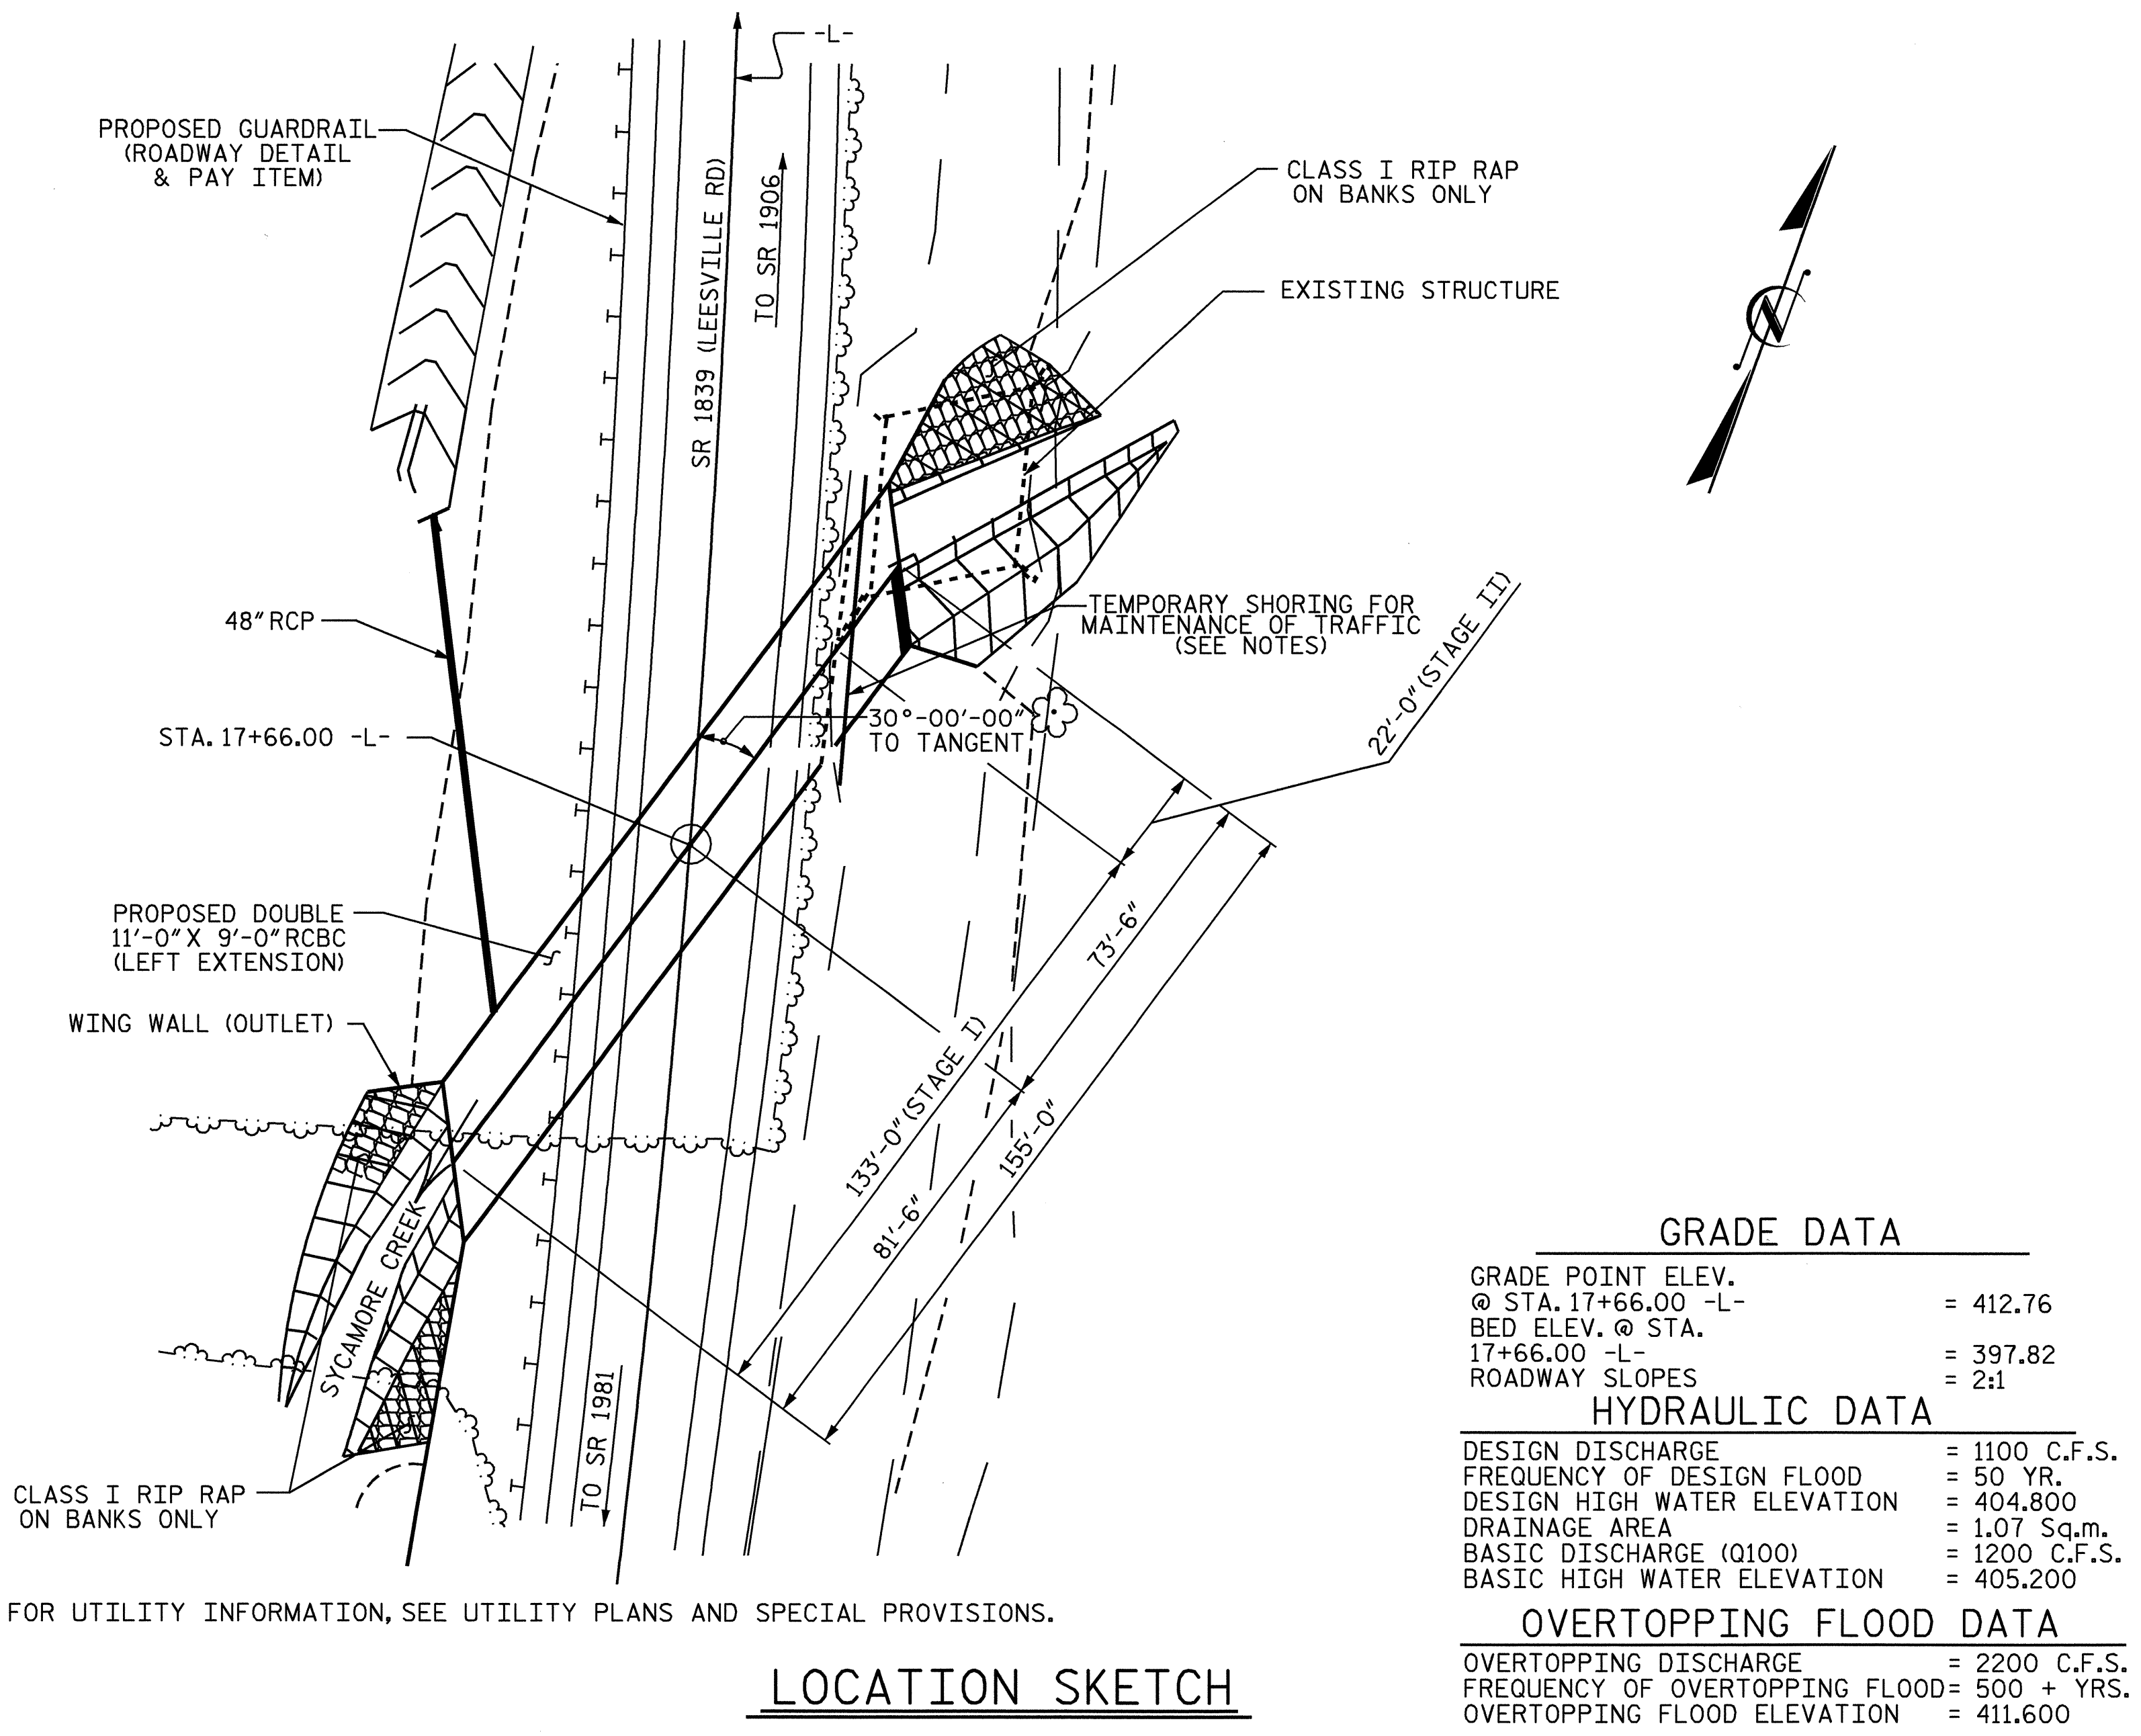 -L-
PROPOSED GUARDRAIL
(ROADWAY DETAIL
& PAY ITEM)
SR 1839 (LEESVILLE RD)
TO SR 1906
CLASS I RIP RAP
ON BANKS ONLY
EXISTING STRUCTURE
N
48" RCP
TEMPORARY SHORING FOR
MAINTENANCE OF TRAFFIC
(SEE NOTES)
22'-0" (STAGE II)
STA. 17+66.00 -L-
30°-00'-00"
TO TANGENT
PROPOSED DOUBLE
11'-0" X 9'-0" RCBC
(LEFT EXTENSION)
73'-6"
WING WALL (OUTLET)
133'-0" (STAGE I)
155'-0"
81'-6"
SYCAMORE CREEK
TO SR 1981
CLASS I RIP RAP
ON BANKS ONLY
GRADE DATA
GRADE POINT ELEV.
@ STA. 17+66.00 -L- = 412.76
BED ELEV. @ STA.
17+66.00 -L- = 397.82
ROADWAY SLOPES = 2:1
HYDRAULIC DATA
DESIGN DISCHARGE = 1100 C.F.S.
FREQUENCY OF DESIGN FLOOD = 50 YR.
DESIGN HIGH WATER ELEVATION = 404.800
DRAINAGE AREA = 1.07 Sq.m.
BASIC DISCHARGE (Q100) = 1200 C.F.S.
BASIC HIGH WATER ELEVATION = 405.200
OVERTOPPING FLOOD DATA
OVERTOPPING DISCHARGE = 2200 C.F.S.
FREQUENCY OF OVERTOPPING FLOOD= 500 + YRS.
OVERTOPPING FLOOD ELEVATION = 411.600
FOR UTILITY INFORMATION, SEE UTILITY PLANS AND SPECIAL PROVISIONS.
LOCATION SKETCH